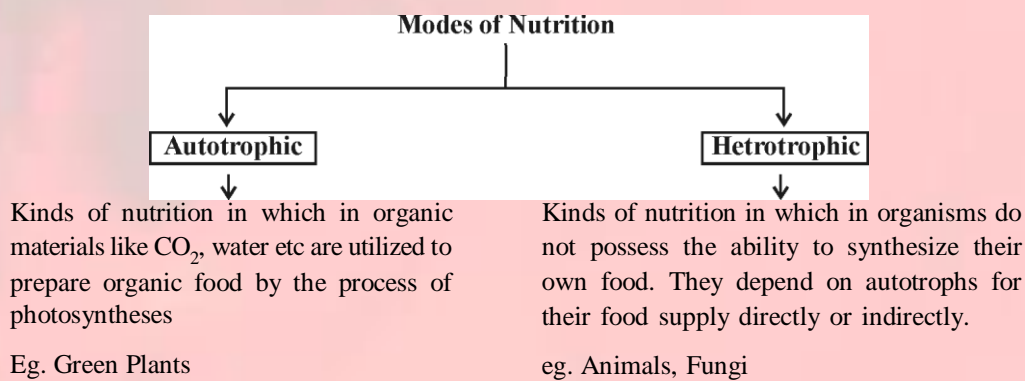 Modes of Nutrition
Autotrophic
Hetrotrophic
Kinds of nutrition in which in organic
materials like CO₂, water etc are utilized to
prepare organic food by the process of
photosyntheses
Eg. Green Plants
Kinds of nutrition in which in organisms do
not possess the ability to synthesize their
own food. They depend on autotrophs for
their food supply directly or indirectly.
eg. Animals, Fungi